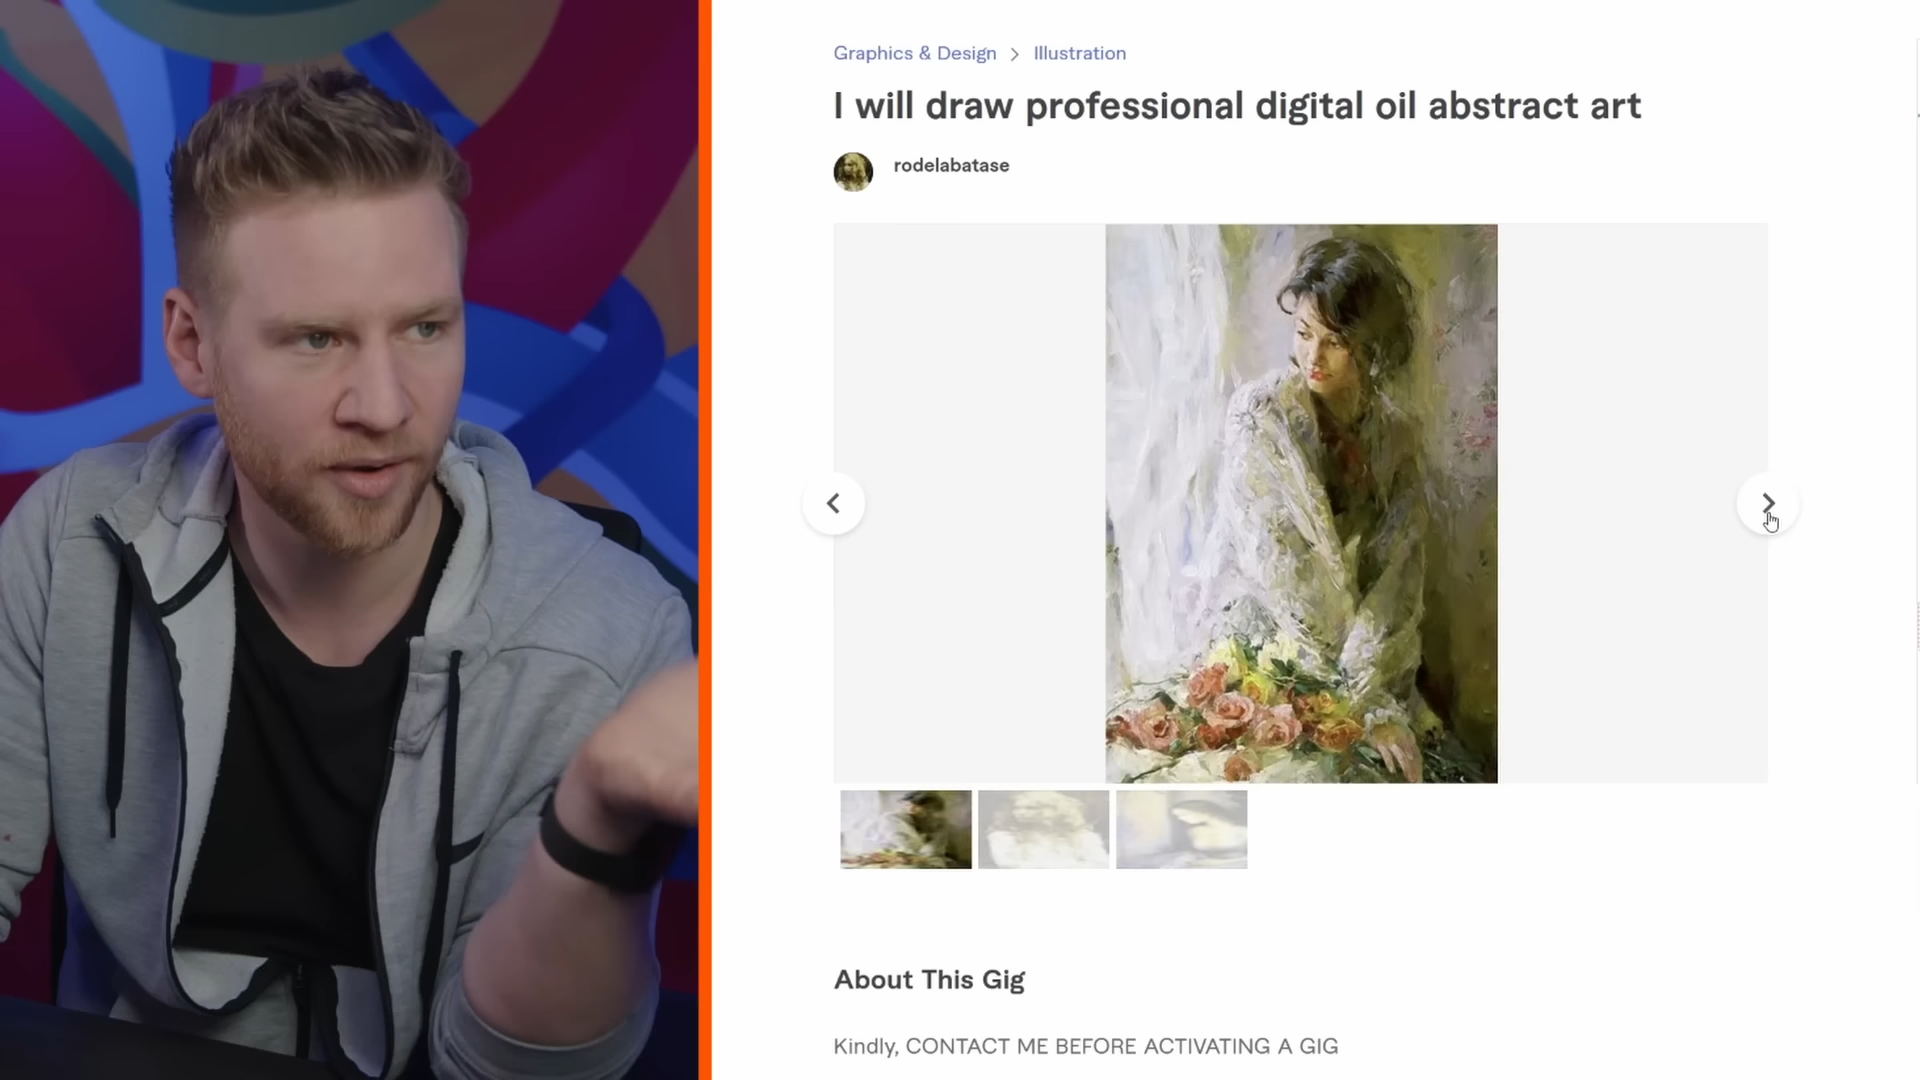 Graphics & Design > Illustration
I will draw professional digital oil abstract art
rodelabatase
About This Gig
Kindly, CONTACT ME BEFORE ACTIVATING A GIG